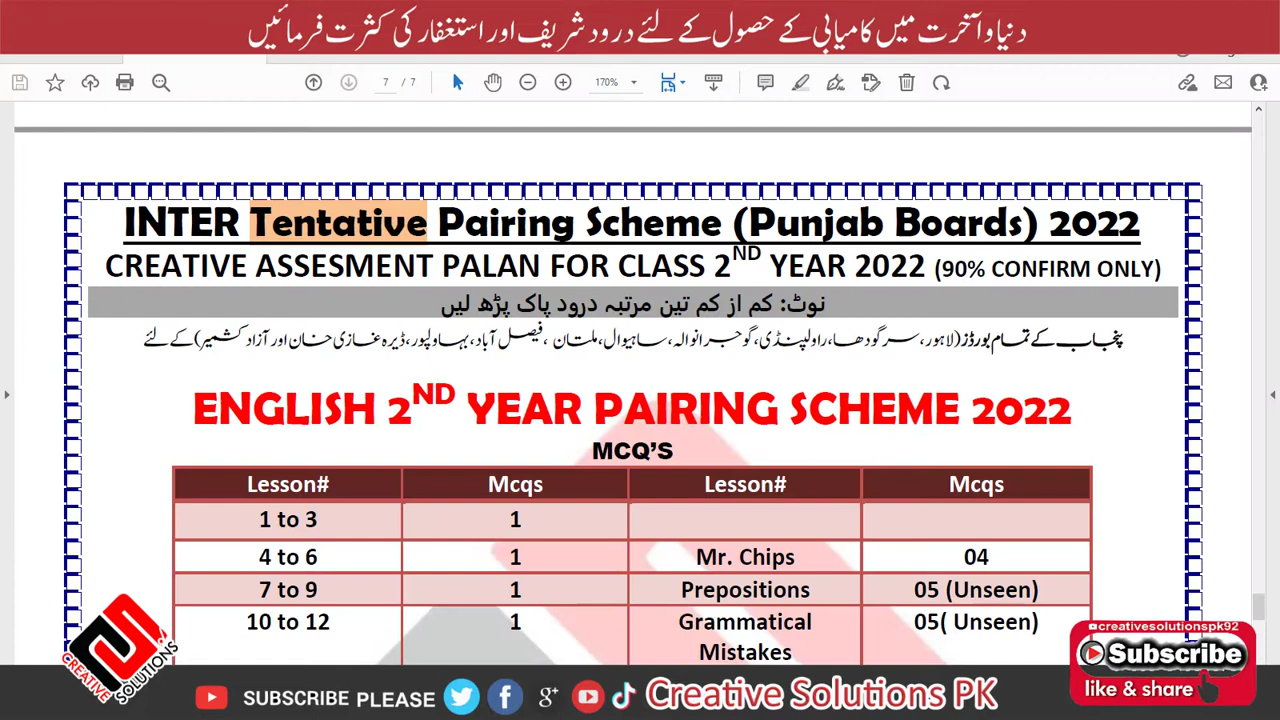 دنیا و آخرت میں کامیابی کے حصول کے لئے درود شریف اور استغفار کی کثرت فرمائیں
7 / 7 170%
INTER Tentative Pairing Scheme (Punjab Boards) 2022
CREATIVE ASSESMENT PALAN FOR CLASS 2ND YEAR 2022 (90% CONFIRM ONLY)
نوٹ: کم از کم تین مرتبہ درود پاک پڑھ لیں
پنجاب کے تمام بورڈز (لاہور، سرگودھا، راولپنڈی، گوجرانوالہ، ساہیوال، ملتان، فیصل آباد، بہاولپور، ڈیرہ غازی خان اور آزاد کشمیر) کے لئے
ENGLISH 2ND YEAR PAIRING SCHEME 2022
MCQ'S
Lesson# Mcqs Lesson# Mcqs
1 to 3 1
4 to 6 1 Mr. Chips 04
7 to 9 1 Prepositions 05 (Unseen)
10 to 12 1 Grammatical Mistakes 05( Unseen)
CREATIVE SOLUTIONS
creativesolutionspk92
Subscribe
like & share
SUBSCRIBE PLEASE Creative Solutions PK